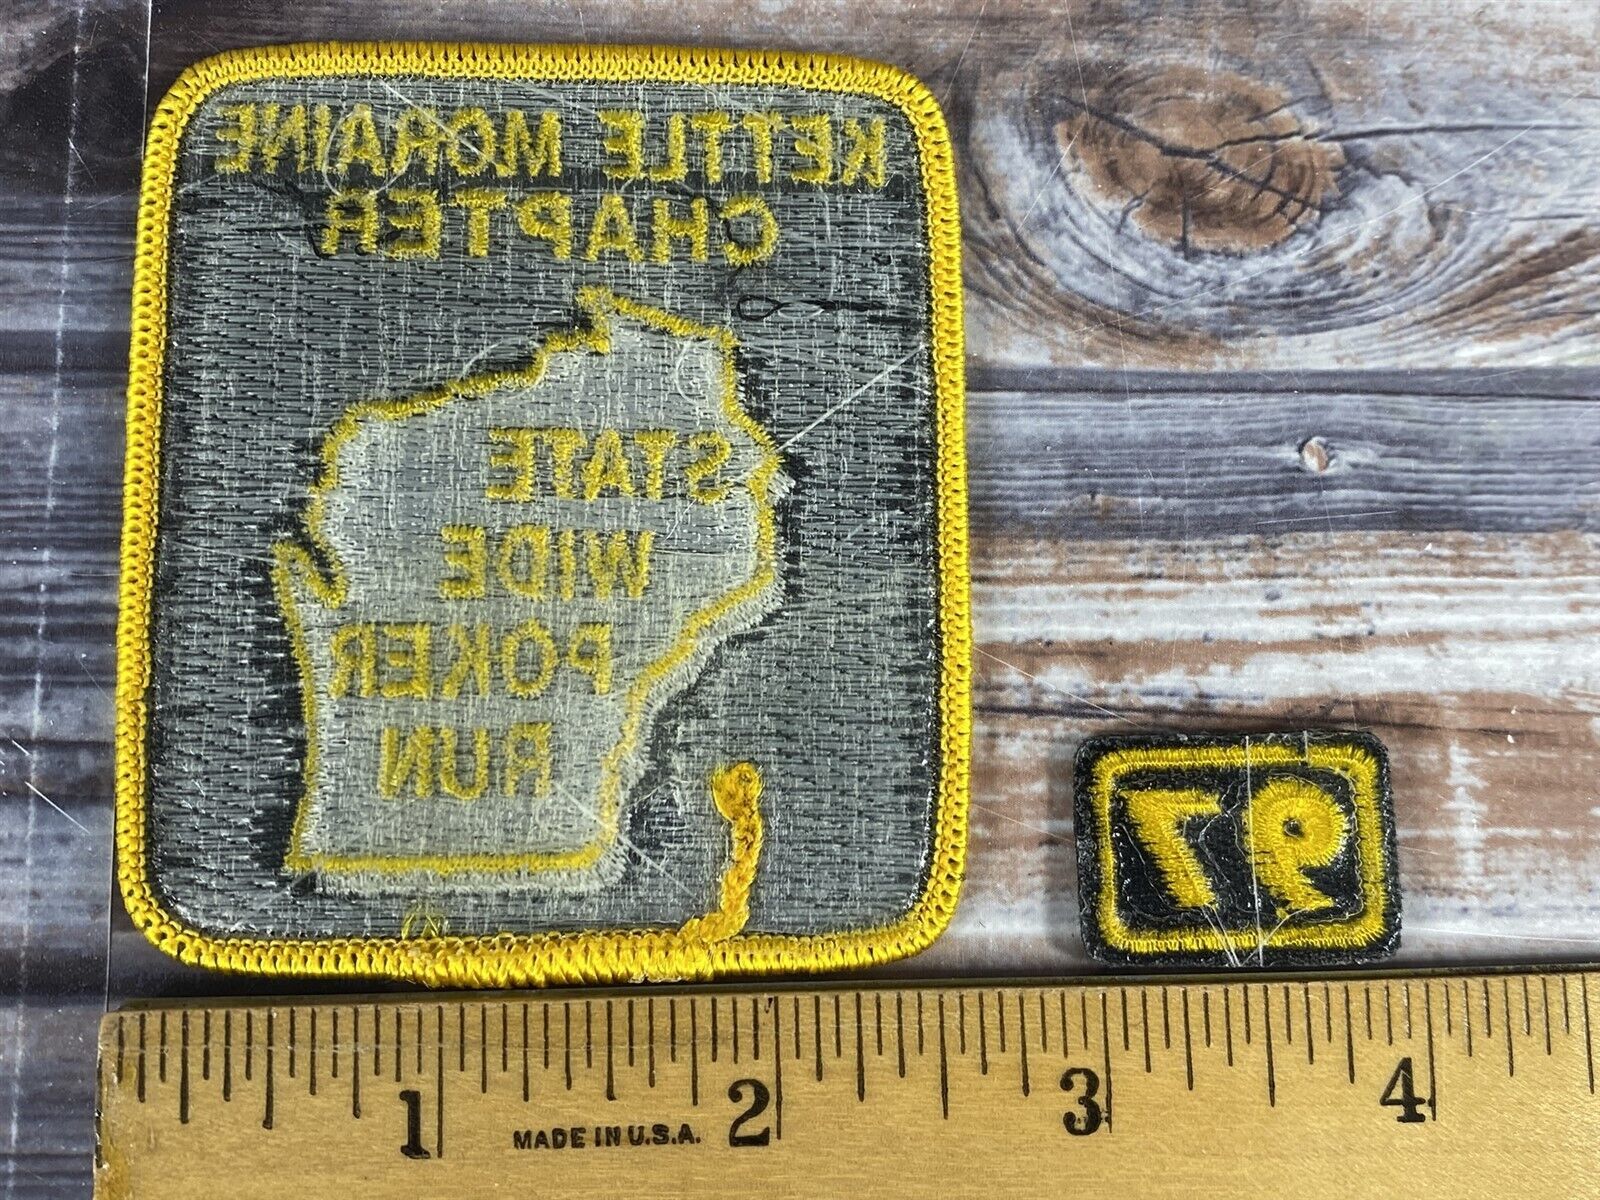 KETTLE MORAINE
CHAPTER
STATE
WIDE
POKER
RUN
97
1 MADE IN U.S.A. 2 3 4